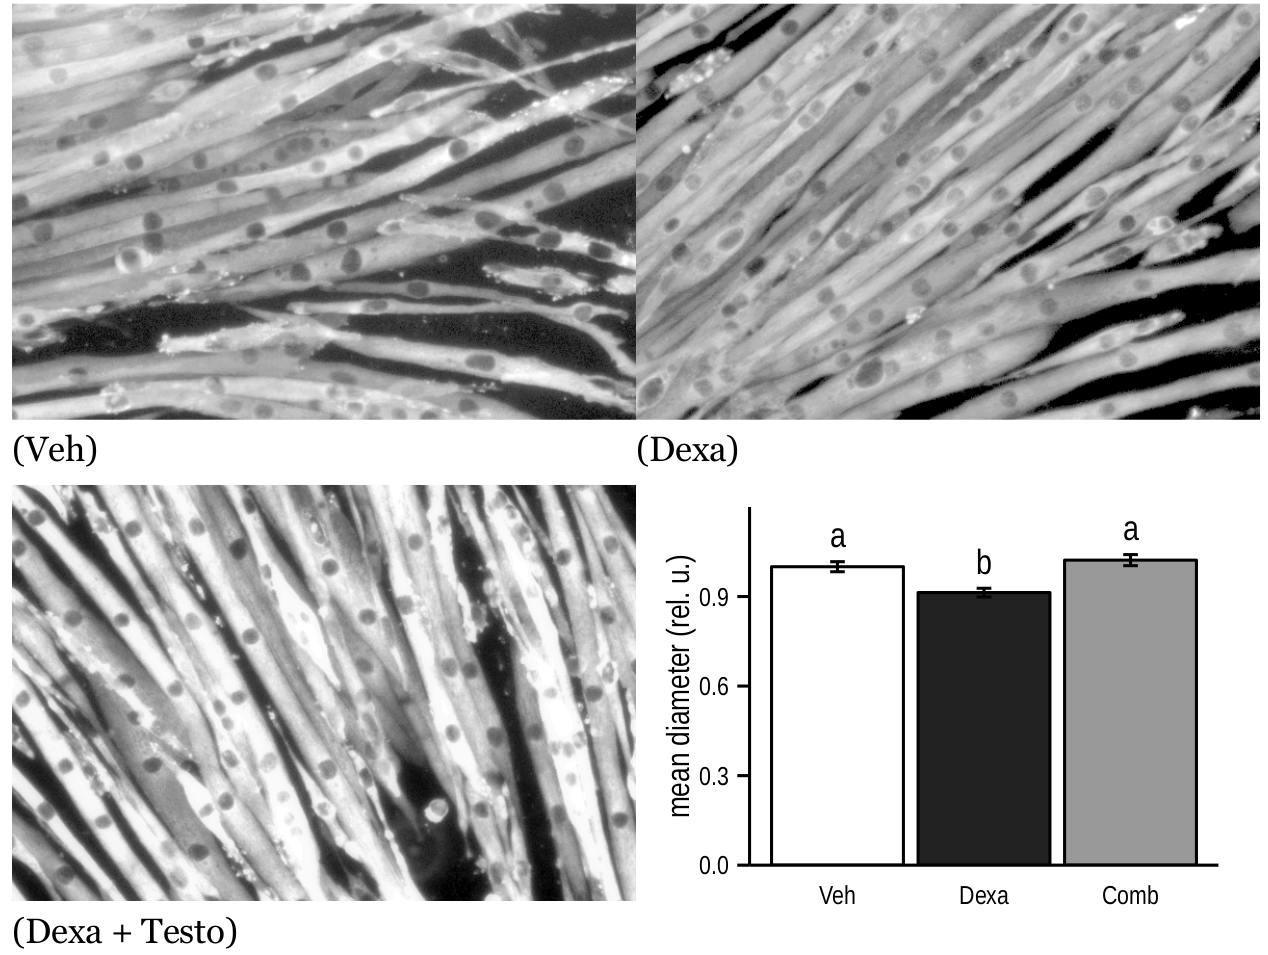 (Veh)
(Dexa)
(Dexa + Testo)
mean diameter (rel. u.)
0.9
0.6
0.3
0.0
a
b
a
Veh
Dexa
Comb